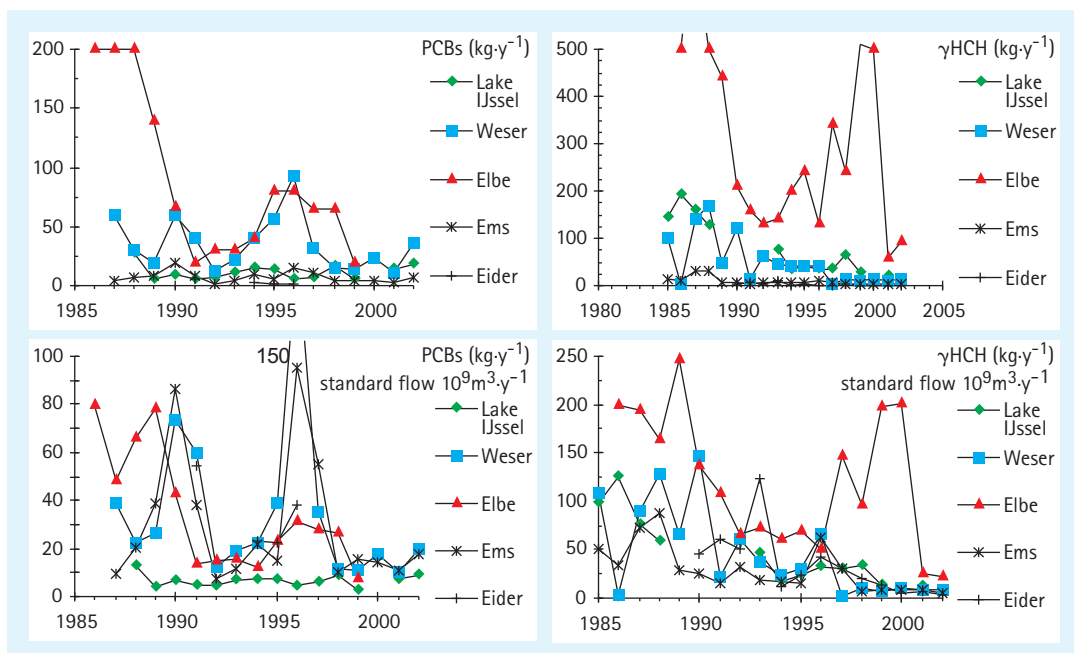 PCBs (kg·y⁻¹)
200
150
100
50
0
1985
1990
1995
2000
Lake
IJssel
Weser
Elbe
Ems
Eider
γHCH (kg·y⁻¹)
500
400
300
200
100
0
1980
1985
1990
1995
2000
2005
Lake
IJssel
Weser
Elbe
Ems
Eider
PCBs (kg·y⁻¹)
standard flow 10⁹m³·y⁻¹
150
100
80
60
40
20
0
1985
1990
1995
2000
Lake
IJssel
Weser
Elbe
Ems
Eider
γHCH (kg·y⁻¹)
standard flow 10⁹m³·y⁻¹
250
200
150
100
50
0
1985
1990
1995
2000
Lake
IJssel
Weser
Elbe
Ems
Eider